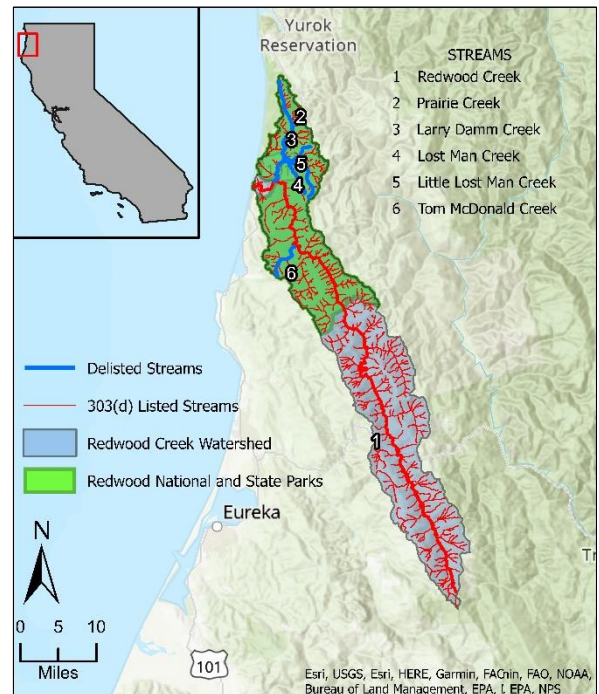 Yurok
Reservation
STREAMS
1 Redwood Creek
2 Prairie Creek
3 Larry Damm Creek
4 Lost Man Creek
5 Little Lost Man Creek
6 Tom McDonald Creek
2
3
5
4
6
1
Delisted Streams
303(d) Listed Streams
Redwood Creek Watershed
Redwood National and State Parks
Eureka
N
0 5 10
Miles
101
Tr
Esri, USGS, Esri, HERE, Garmin, FAO, NOAA,
Bureau of Land Management, EPA, EPA, NPS